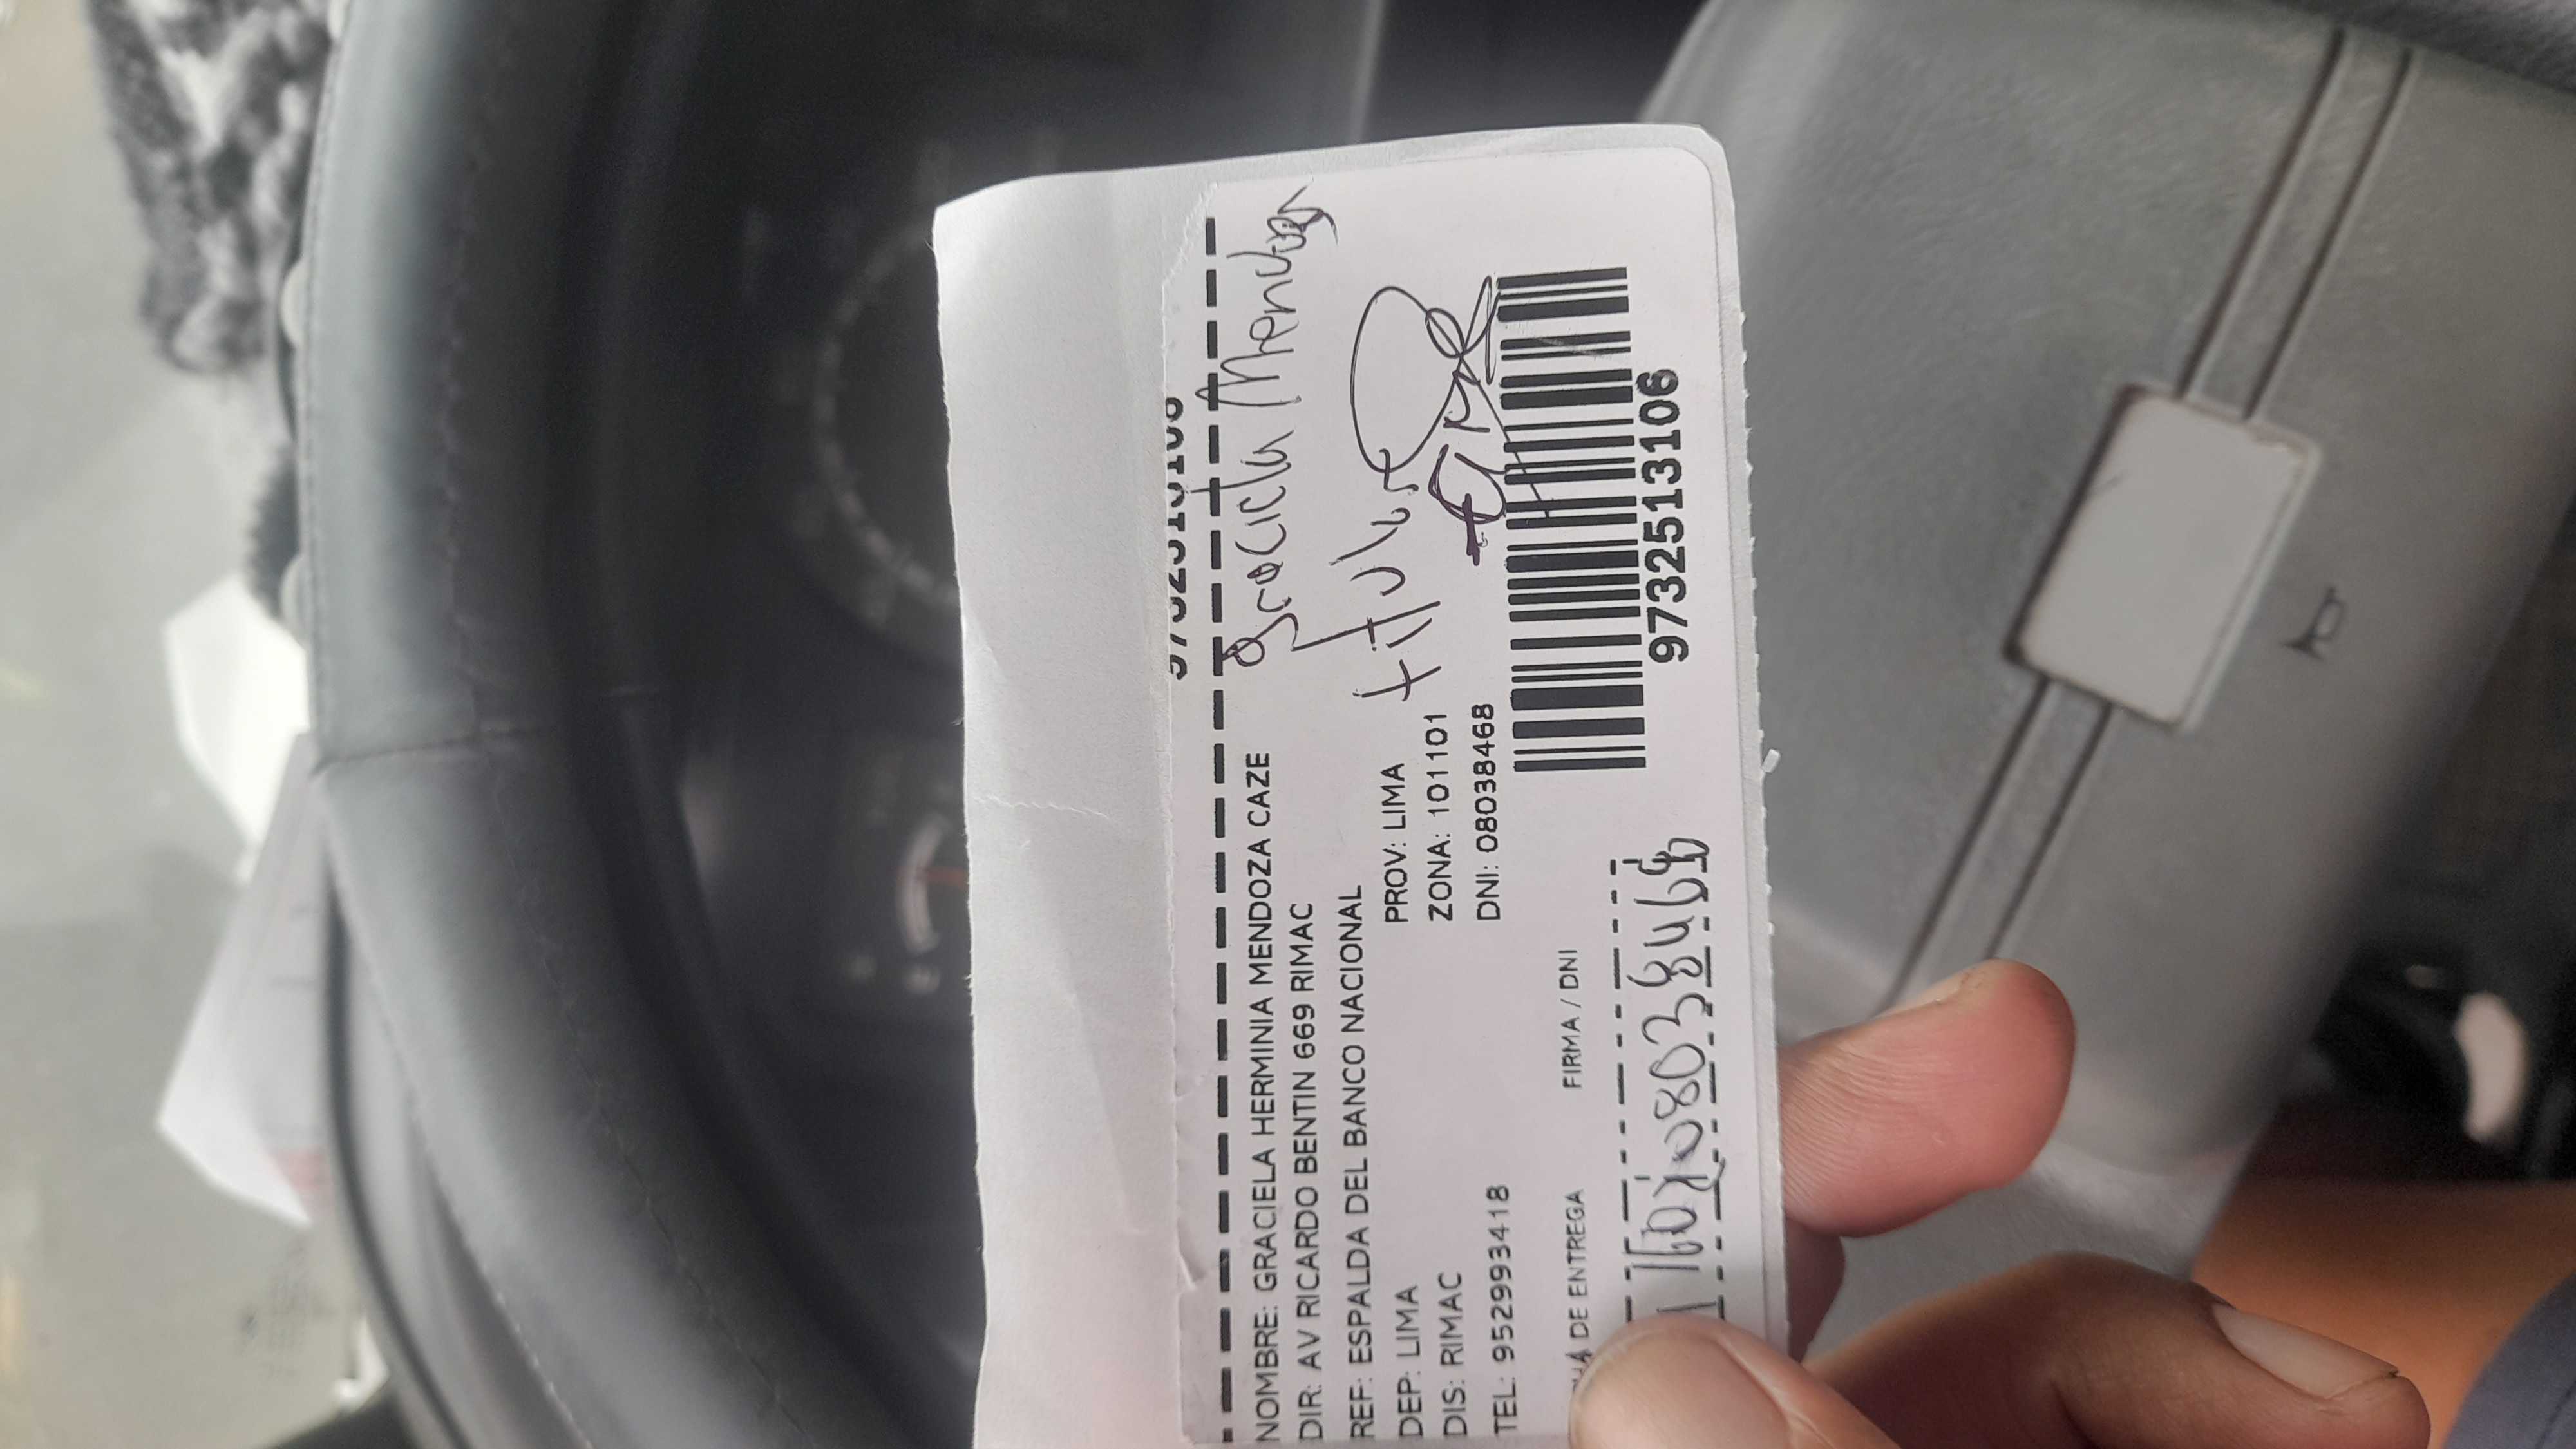 9732513106
NOMBRE: GRACIELA HERMINIA MENDOZA CAZE
Graciela Mendoza
DIR: AV RICARDO BENTIN 669 RIMAC
REF: ESPALDA DEL BANCO NACIONAL
titular
DEP: LIMA PROV: LIMA
DIS: RIMAC ZONA: 101101
TEL: 952993418 DNI: 08038468
DE ENTREGA FIRMA / DNI
08038468
9732513106